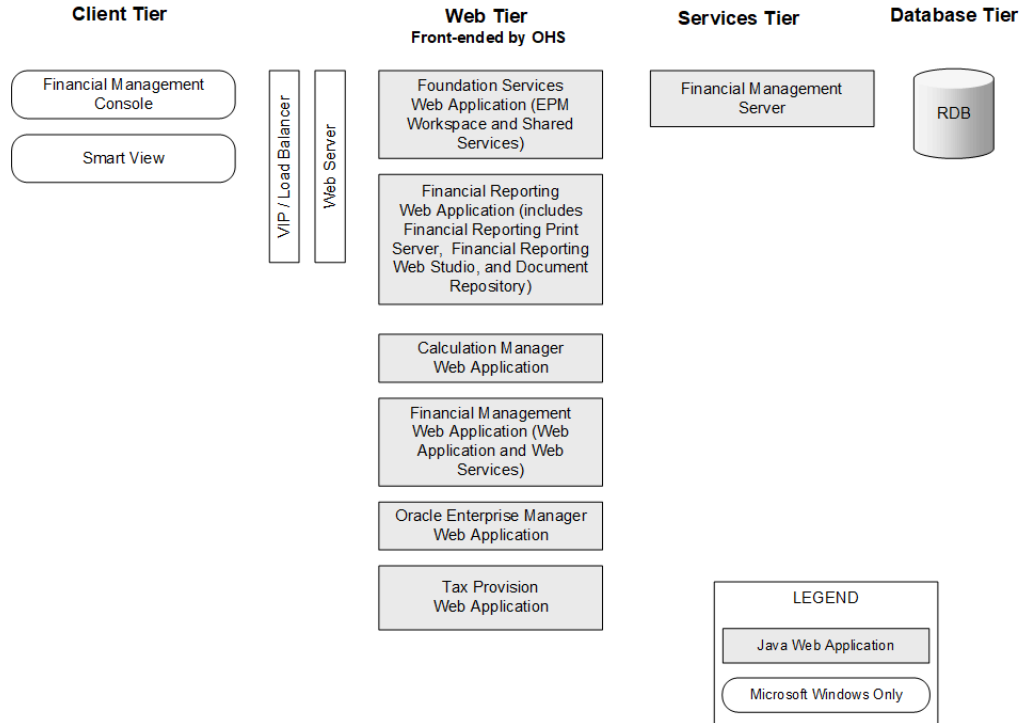 Client Tier
Financial Management
Console
Smart View
VIP / Load Balancer
Web Server
Web Tier
Front-ended by OHS
Foundation Services
Web Application (EPM
Workspace and Shared
Services)
Financial Reporting
Web Application (includes
Financial Reporting Print
Server, Financial Reporting
Web Studio, and Document
Repository)
Calculation Manager
Web Application
Financial Management
Web Application (Web
Application and Web
Services)
Oracle Enterprise Manager
Web Application
Tax Provision
Web Application
Services Tier
Financial Management
Server
Database Tier
RDB
LEGEND
Java Web Application
Microsoft Windows Only